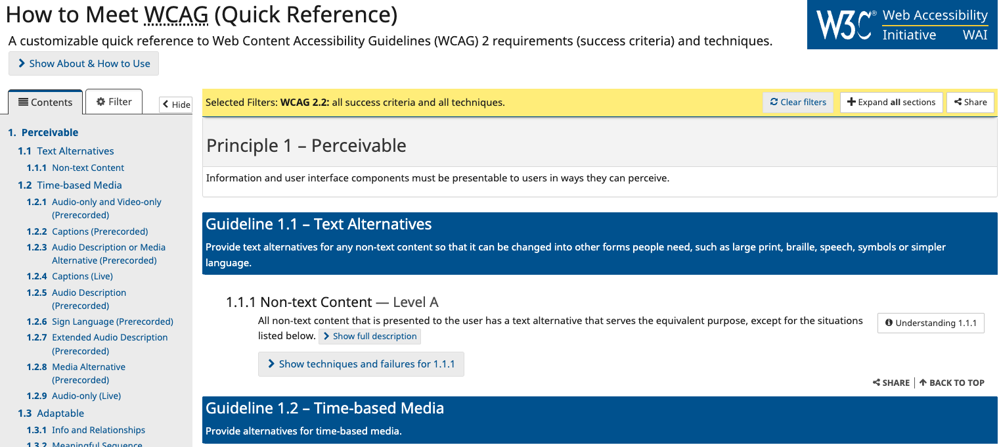 How to Meet WCAG (Quick Reference)
A customizable quick reference to Web Content Accessibility Guidelines (WCAG) 2 requirements (success criteria) and techniques.
Show About & How to Use
W3C® Web Accessibility
Initiative WAI
Contents
Filter
Hide
1. Perceivable
1.1 Text Alternatives
1.1.1 Non-text Content
1.2 Time-based Media
1.2.1 Audio-only and Video-only
(Prerecorded)
1.2.2 Captions (Prerecorded)
1.2.3 Audio Description or Media
Alternative (Prerecorded)
1.2.4 Captions (Live)
1.2.5 Audio Description
(Prerecorded)
1.2.6 Sign Language (Prerecorded)
1.2.7 Extended Audio Description
(Prerecorded)
1.2.8 Media Alternative
(Prerecorded)
1.2.9 Audio-only (Live)
1.3 Adaptable
1.3.1 Info and Relationships
1.3.2 Meaningful Sequence
Selected Filters: WCAG 2.2: all success criteria and all techniques.
Clear filters
Expand all sections
Share
Principle 1 – Perceivable
Information and user interface components must be presentable to users in ways they can perceive.
Guideline 1.1 – Text Alternatives
Provide text alternatives for any non-text content so that it can be changed into other forms people need, such as large print, braille, speech, symbols or simpler
language.
1.1.1 Non-text Content — Level A
All non-text content that is presented to the user has a text alternative that serves the equivalent purpose, except for the situations
listed below. Show full description
Understanding 1.1.1
Show techniques and failures for 1.1.1
SHARE
BACK TO TOP
Guideline 1.2 – Time-based Media
Provide alternatives for time-based media.